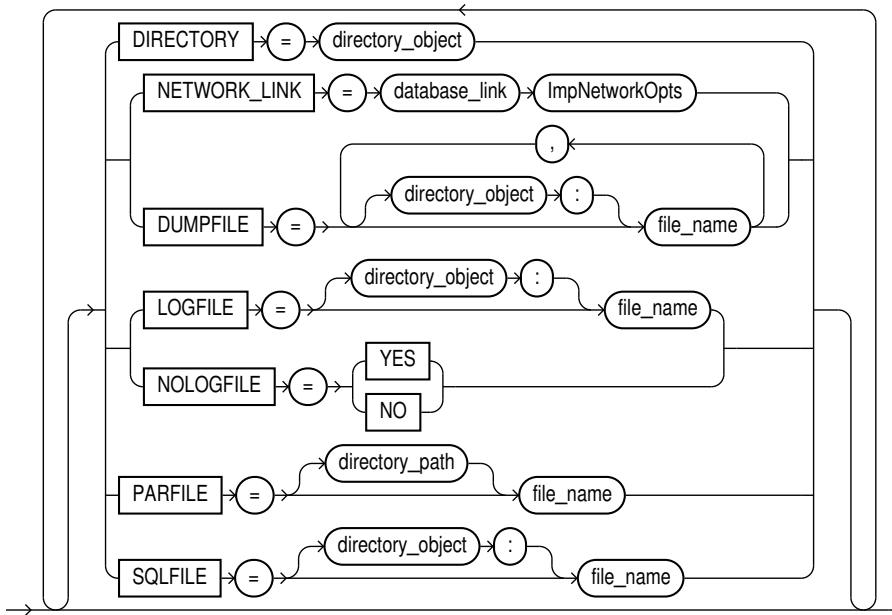 DIRECTORY = directory_object
NETWORK_LINK = database_link ImpNetworkOpts
,
directory_object :
DUMPFILE = file_name
directory_object :
LOGFILE = file_name
YES
NOLOGFILE =
NO
directory_path
PARFILE = file_name
directory_object :
SQLFILE = file_name